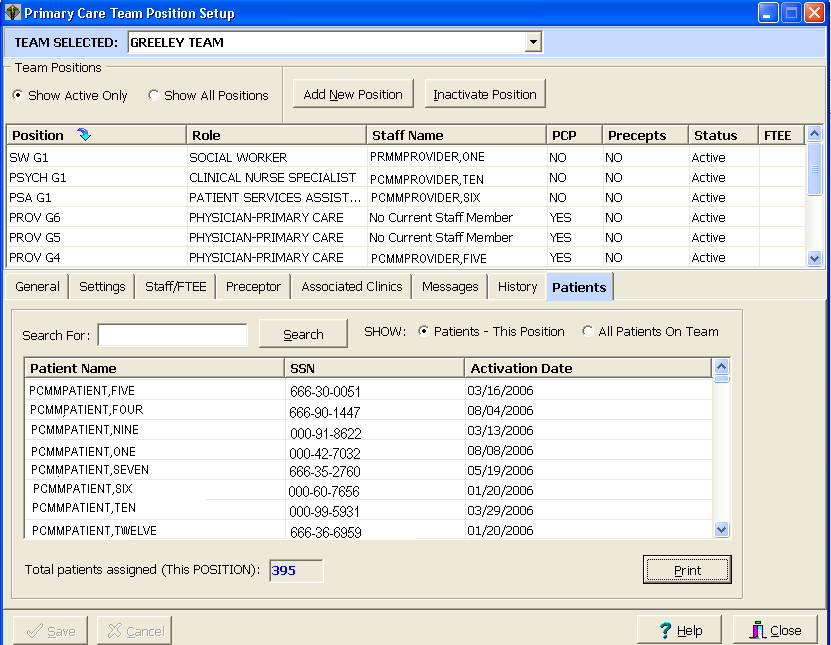 Primary Care Team Position Setup
TEAM SELECTED: GREELEY TEAM
Team Positions
Show Active Only Show All Positions Add New Position Inactivate Position
Position Role Staff Name PCP Precepts Status FTEE
SW G1 SOCIAL WORKER PRMMPROVIDER,ONE NO NO Active
PSYCH G1 CLINICAL NURSE SPECIALIST PCMMPROVIDER,TEN NO NO Active
PSA G1 PATIENT SERVICES ASSIST... PCMMPROVIDER,SIX NO NO Active
PROV G6 PHYSICIAN-PRIMARY CARE No Current Staff Member YES NO Active
PROV G5 PHYSICIAN-PRIMARY CARE No Current Staff Member YES NO Active
PROV G4 PHYSICIAN-PRIMARY CARE PCMMPROVIDER,FIVE YES NO Active
General Settings Staff/FTEE Preceptor Associated Clinics Messages History Patients
Search For: Search SHOW: Patients - This Position All Patients On Team
Patient Name SSN Activation Date
PCMMPATIENT,FIVE 666-30-0051 03/16/2006
PCMMPATIENT,FOUR 666-90-1447 08/04/2006
PCMMPATIENT,NINE 000-91-8622 03/13/2006
PCMMPATIENT,ONE 000-42-7032 08/08/2006
PCMMPATIENT,SEVEN 666-35-2760 05/19/2006
PCMMPATIENT,SIX 000-60-7656 01/20/2006
PCMMPATIENT,TEN 000-99-5931 03/29/2006
PCMMPATIENT,TWELVE 666-36-6959 01/20/2006
Total patients assigned (This POSITION): 395 Print
Save Cancel Help Close